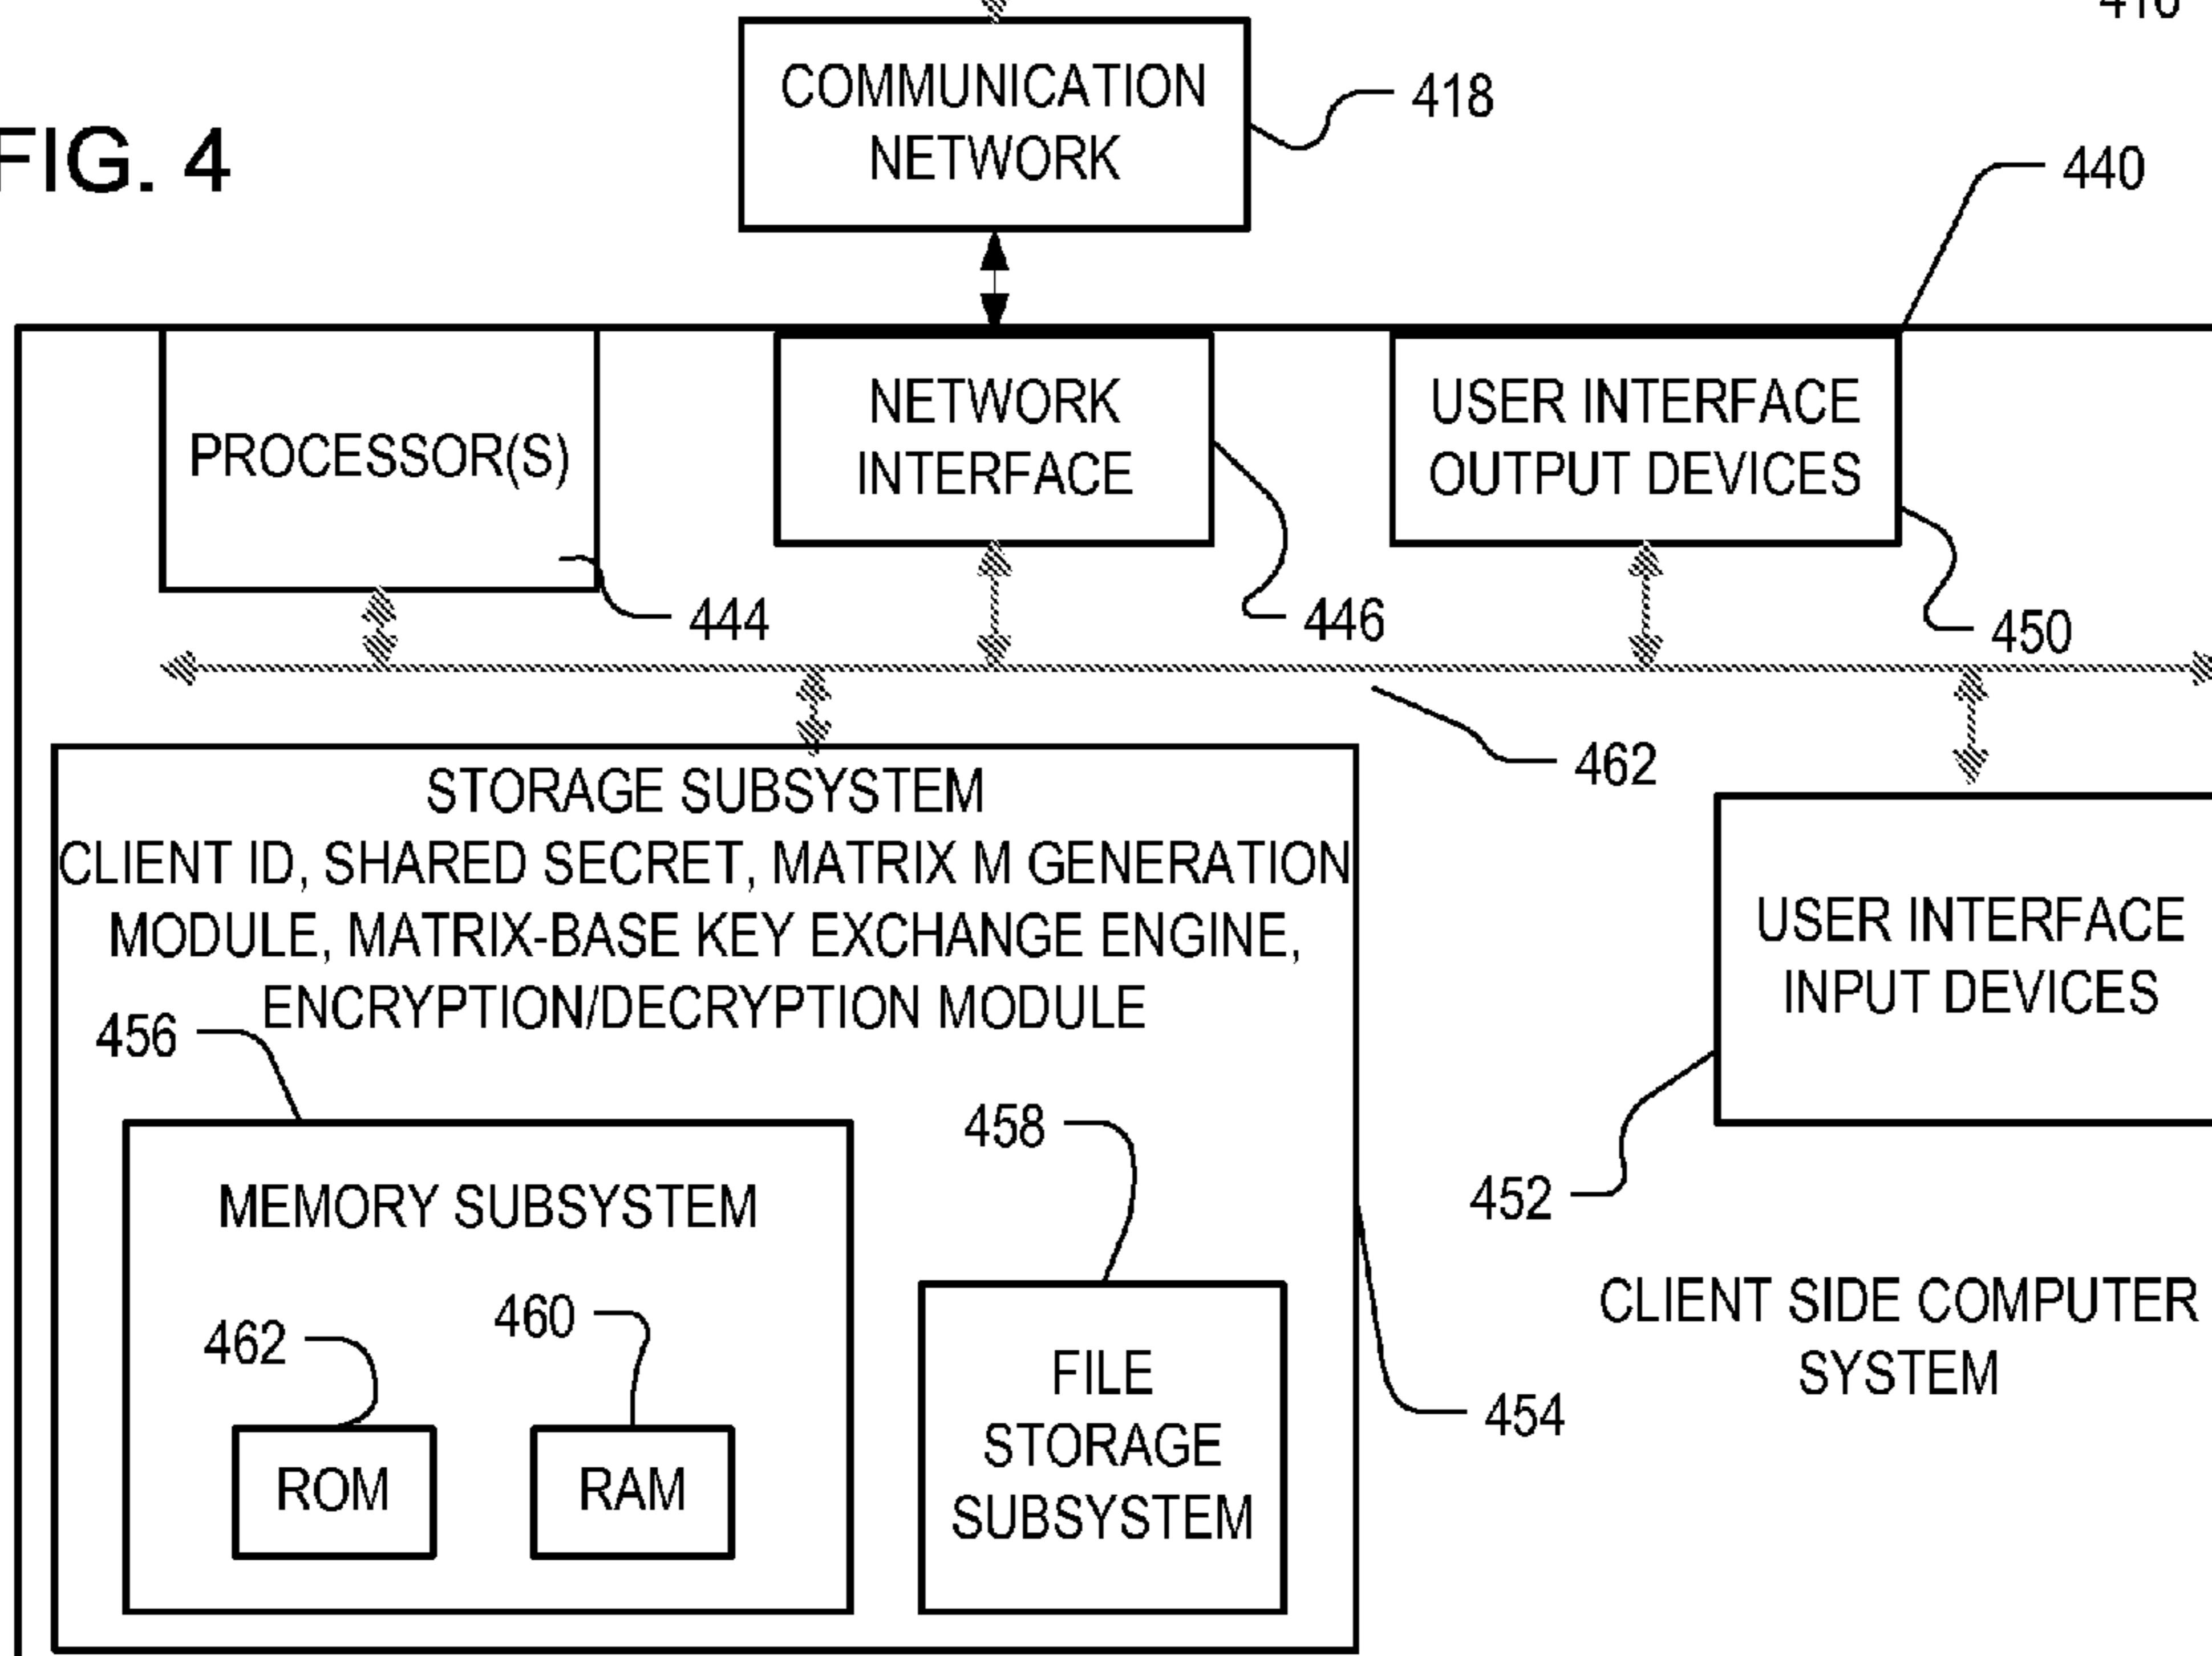 COMMUNICATION
NETWORK
418
FIG. 4
440
PROCESSOR(S)
NETWORK
INTERFACE
USER INTERFACE
OUTPUT DEVICES
444
446
450
462
STORAGE SUBSYSTEM
CLIENT ID, SHARED SECRET, MATRIX M GENERATION
MODULE, MATRIX-BASE KEY EXCHANGE ENGINE,
ENCRYPTION/DECRYPTION MODULE
USER INTERFACE
INPUT DEVICES
456
458
452
MEMORY SUBSYSTEM
462
460
ROM
RAM
FILE
STORAGE
SUBSYSTEM
454
CLIENT SIDE COMPUTER
SYSTEM